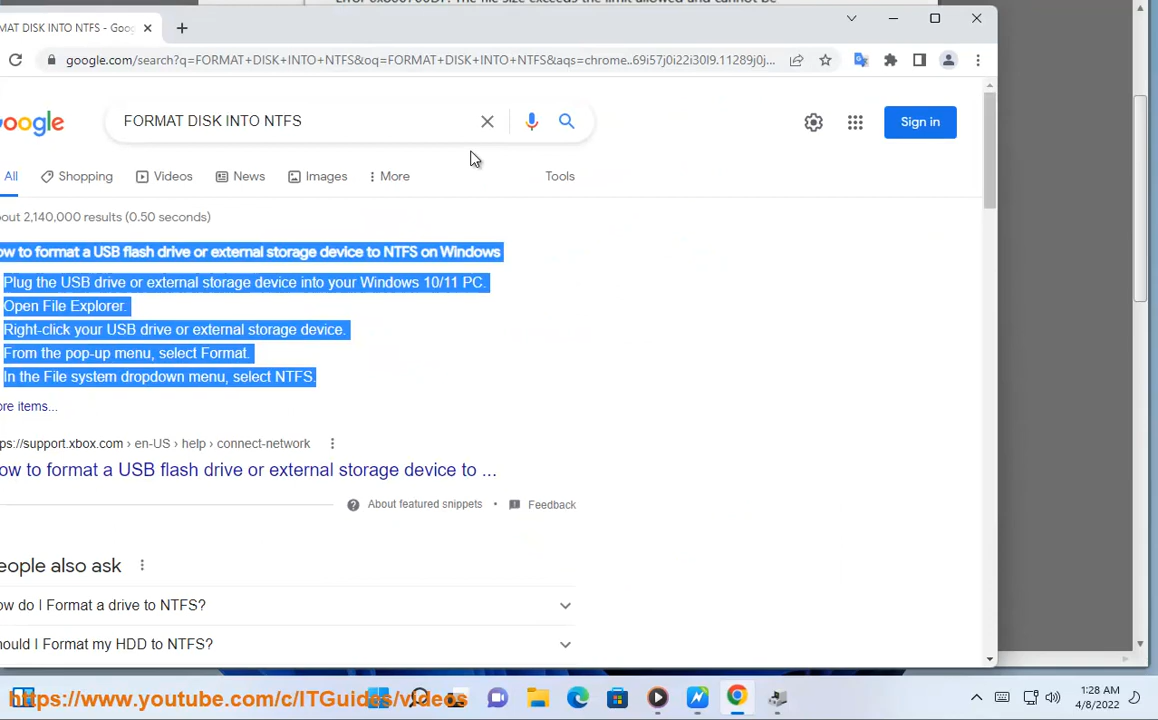 Error 0x800700DF: The file size exceeds the limit allowed and cannot be
MAT DISK INTO NTFS - Goo
google.com/search?q=FORMAT+DISK+INTO+NTFS&oq=FORMAT+DISK+INTO+NTFS&aqs=chrome..69i57j0i22i30l9.11289j0j...
oogle
FORMAT DISK INTO NTFS
Sign in
All
Shopping
Videos
News
Images
More
Tools
bout 2,140,000 results (0.50 seconds)
ow to format a USB flash drive or external storage device to NTFS on Windows
Plug the USB drive or external storage device into your Windows 10/11 PC.
Open File Explorer.
Right-click your USB drive or external storage device.
From the pop-up menu, select Format.
In the File system dropdown menu, select NTFS.
ore items...
ps://support.xbox.com › en-US › help › connect-network
ow to format a USB flash drive or external storage device to ...
About featured snippets • Feedback
eople also ask
ow do I Format a drive to NTFS?
hould I Format my HDD to NTFS?
https://www.youtube.com/c/ITGuides/videos
1:28 AM
4/8/2022